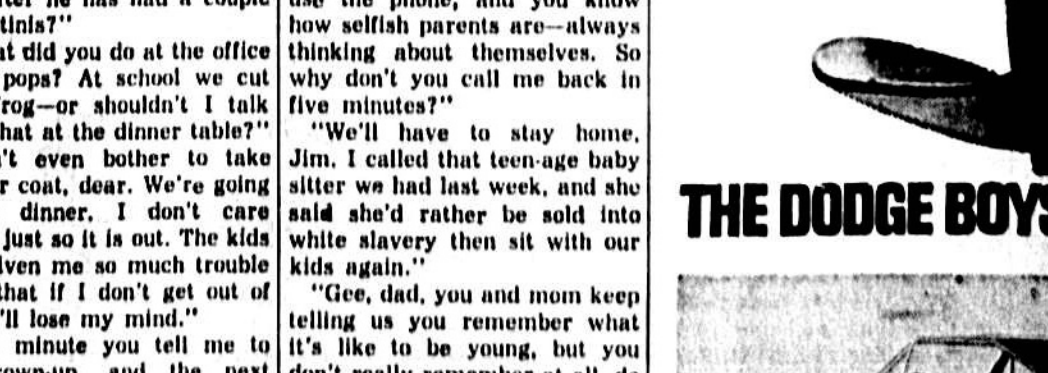 tinis?"
at did you do at the office
pops? At school we cut
rog—or shouldn't I talk
hat at the dinner table?"
't even bother to take
r coat, dear. We're going
dinner. I don't care
just so it is out. The kids
iven me so much trouble
that if I don't get out of
'll lose my mind."
minute you tell me to
use the phone, and you know
how selfish parents are—always
thinking about themselves. So
why don't you call me back in
five minutes?"
"We'll have to stay home,
Jim. I called that teen-age baby
sitter we had last week, and she
said she'd rather be sold into
white slavery then sit with our
kids again."
"Gee, dad, you and mom keep
telling us you remember what
it's like to be young, but you
THE DODGE BOYS